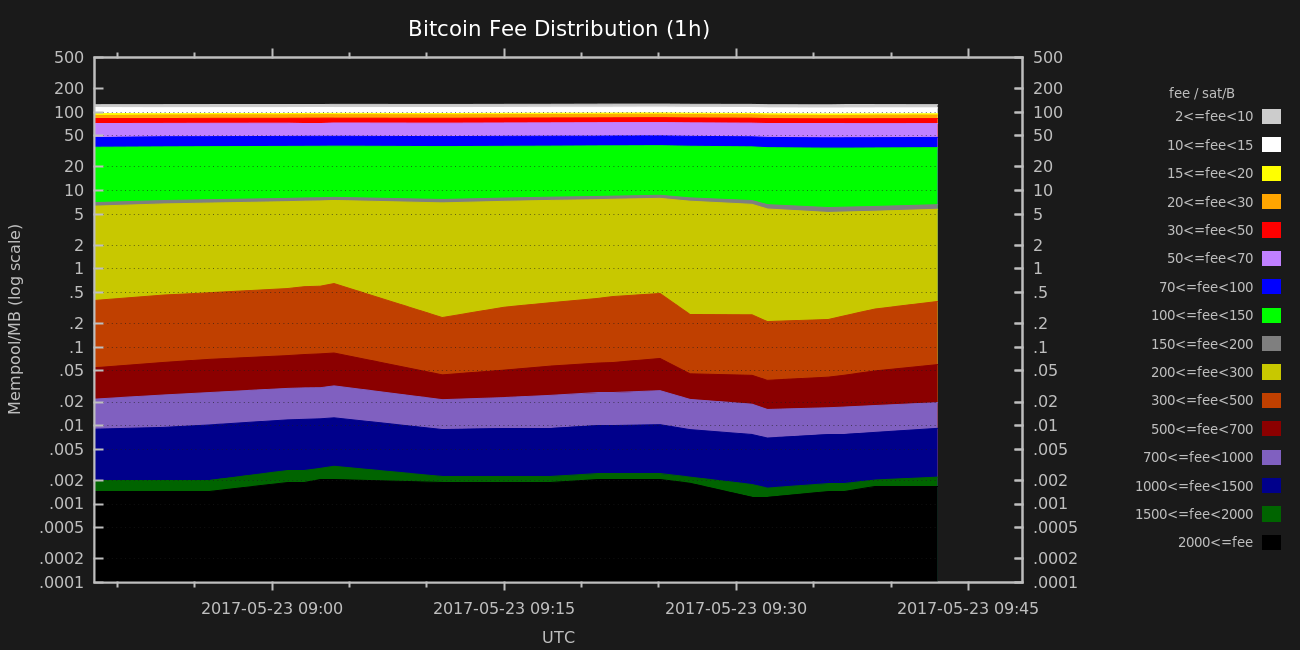 Bitcoin Fee Distribution (1h)
500
200
100
50
20
10
5
2
1
.5
.2
.1
.05
.02
.01
.005
.002
.001
.0005
.0002
.0001
Mempool/MB (log scale)
500
200
100
50
20
10
5
2
1
.5
.2
.1
.05
.02
.01
.005
.002
.001
.0005
.0002
.0001
2017-05-23 09:00 2017-05-23 09:15 2017-05-23 09:30 2017-05-23 09:45
UTC
fee / sat/B
2<=fee<10
10<=fee<15
15<=fee<20
20<=fee<30
30<=fee<50
50<=fee<70
70<=fee<100
100<=fee<150
150<=fee<200
200<=fee<300
300<=fee<500
500<=fee<700
700<=fee<1000
1000<=fee<1500
1500<=fee<2000
2000<=fee